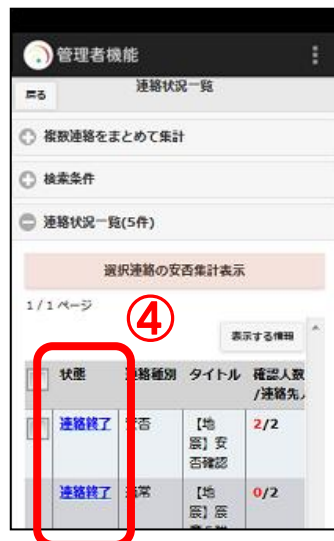 管理者機能
戻る
連絡状況一覧
複数連絡をまとめて集計
検索条件
連絡状況一覧(5件)
選択連絡の安否集計表示
1/1ページ
④
表示する情報
状態 連絡種別 タイトル 確認人数
/連絡先
連絡終了 安否 【地 2/2
震】安
否確認
連絡終了 通常 【地 0/2
震】震